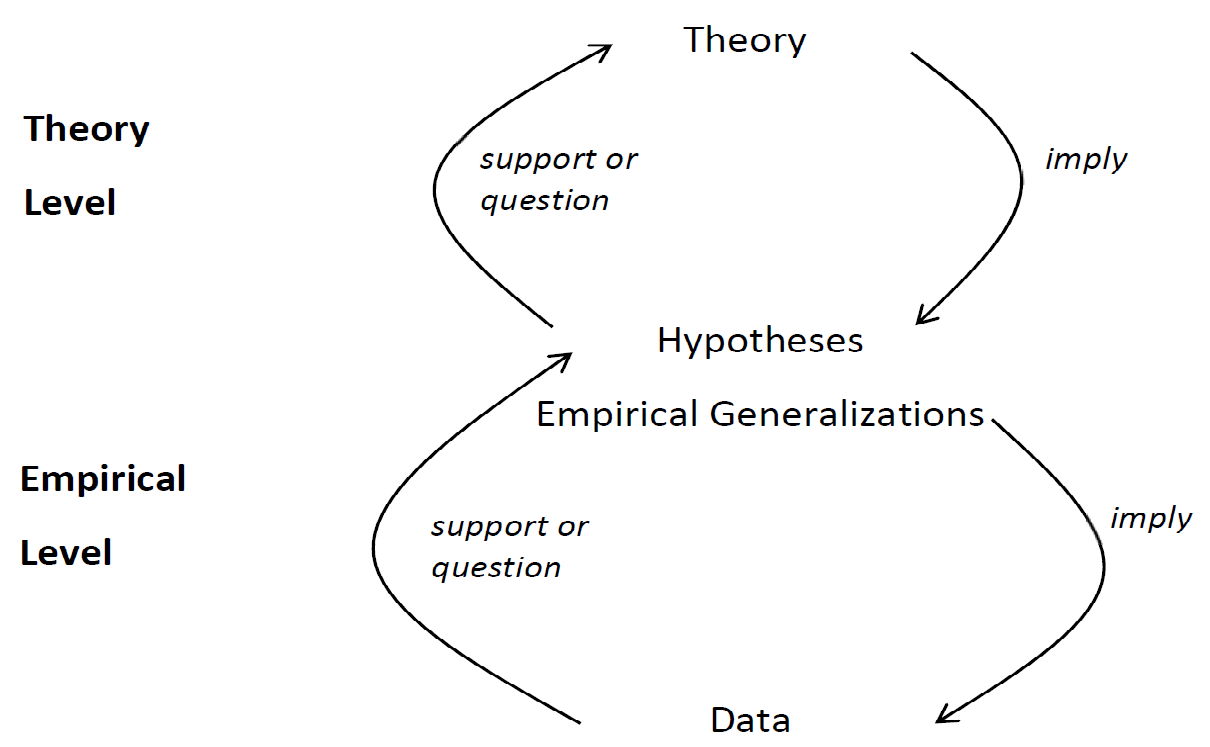 Theory
Theory
support or
imply
question
Level
Hypotheses
Empirical Generalizations
Empirical
support or
imply
Level
question
Data